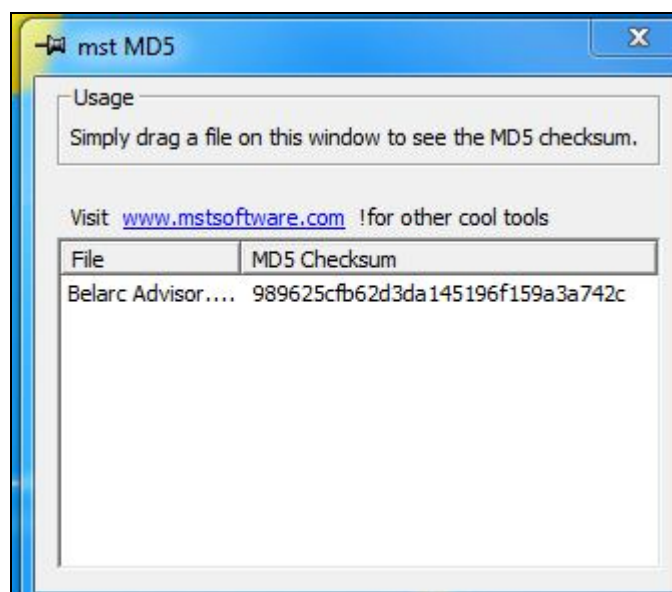 mst MD5
Usage
Simply drag a file on this window to see the MD5 checksum.
Visit www.mstsoftware.com !for other cool tools
File MD5 Checksum
Belarc Advisor.... 989625cfb62d3da145196f159a3a742c